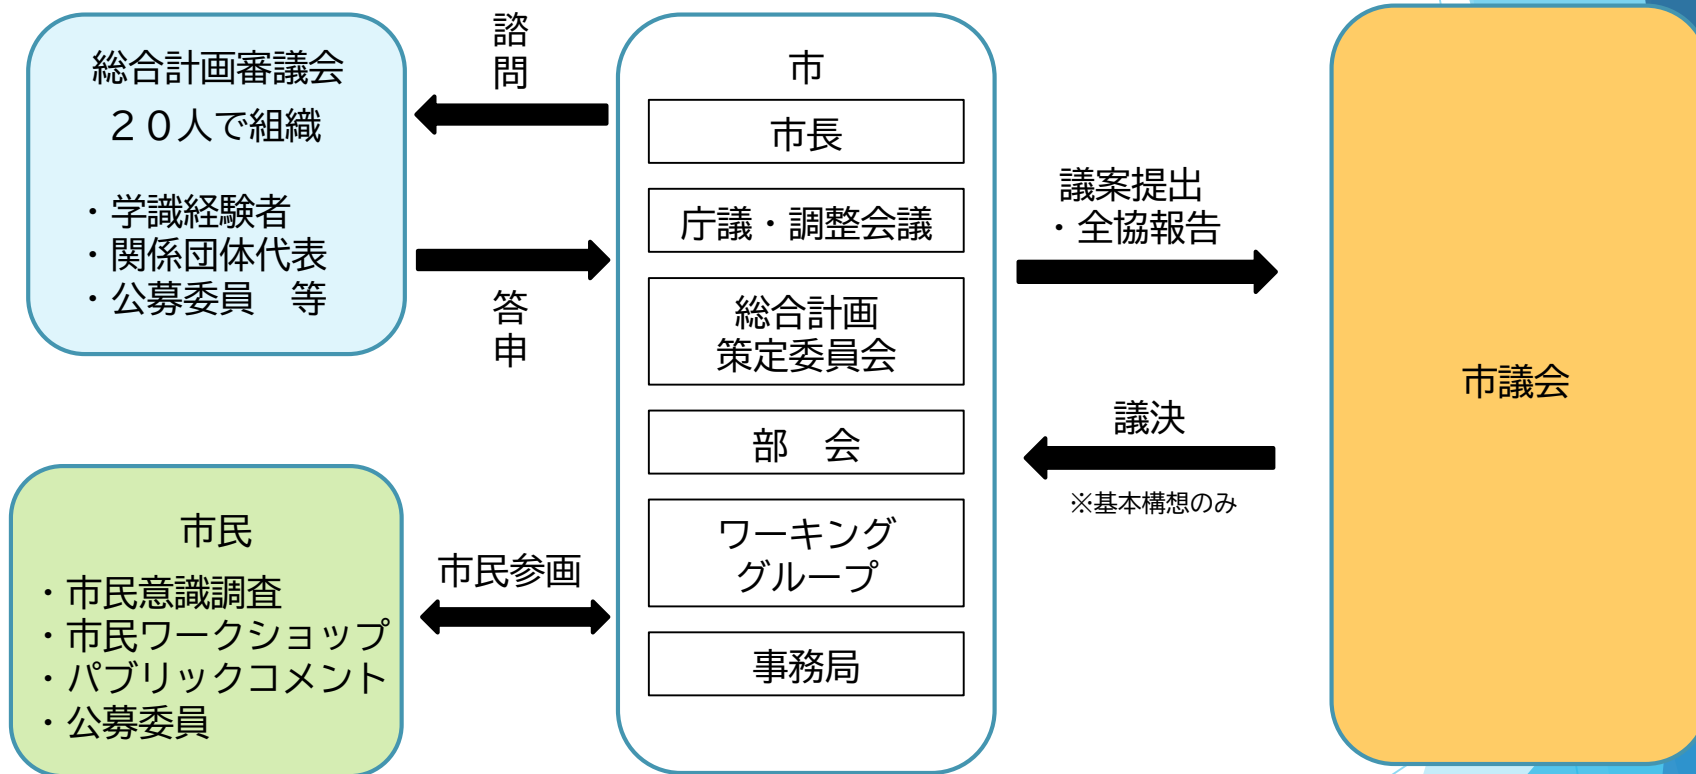 総合計画審議会
２０人で組織
・学識経験者
・関係団体代表
・公募委員　等
諮問
答申
市民
・市民意識調査
・市民ワークショップ
・パブリックコメント
・公募委員
市民参画
市
市長
庁議・調整会議
総合計画
策定委員会
部　会
ワーキング
グループ
事務局
議案提出
・全協報告
議決
※基本構想のみ
市議会